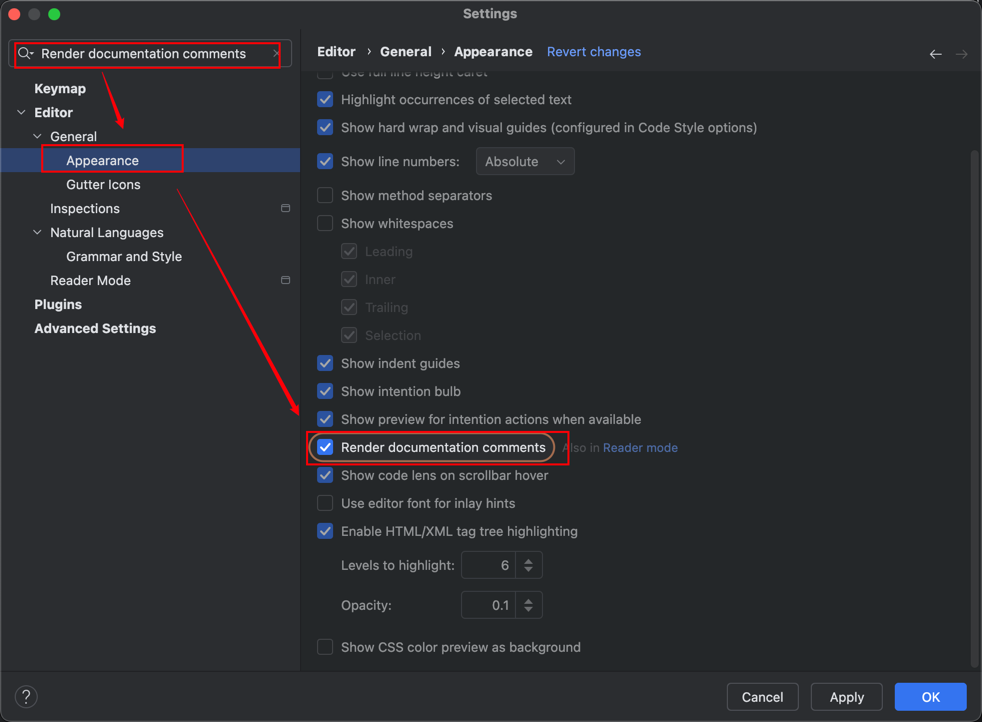 Settings
Render documentation comments
Keymap
Editor
General
Appearance
Gutter Icons
Inspections
Natural Languages
Grammar and Style
Reader Mode
Plugins
Advanced Settings
Editor › General › Appearance Revert changes
Use full line height caret
Highlight occurrences of selected text
Show hard wrap and visual guides (configured in Code Style options)
Show line numbers: Absolute
Show method separators
Show whitespaces
Leading
Inner
Trailing
Selection
Show indent guides
Show intention bulb
Show preview for intention actions when available
Render documentation comments Also in Reader mode
Show code lens on scrollbar hover
Use editor font for inlay hints
Enable HTML/XML tag tree highlighting
Levels to highlight: 6
Opacity: 0.1
Show CSS color preview as background
? Cancel Apply OK